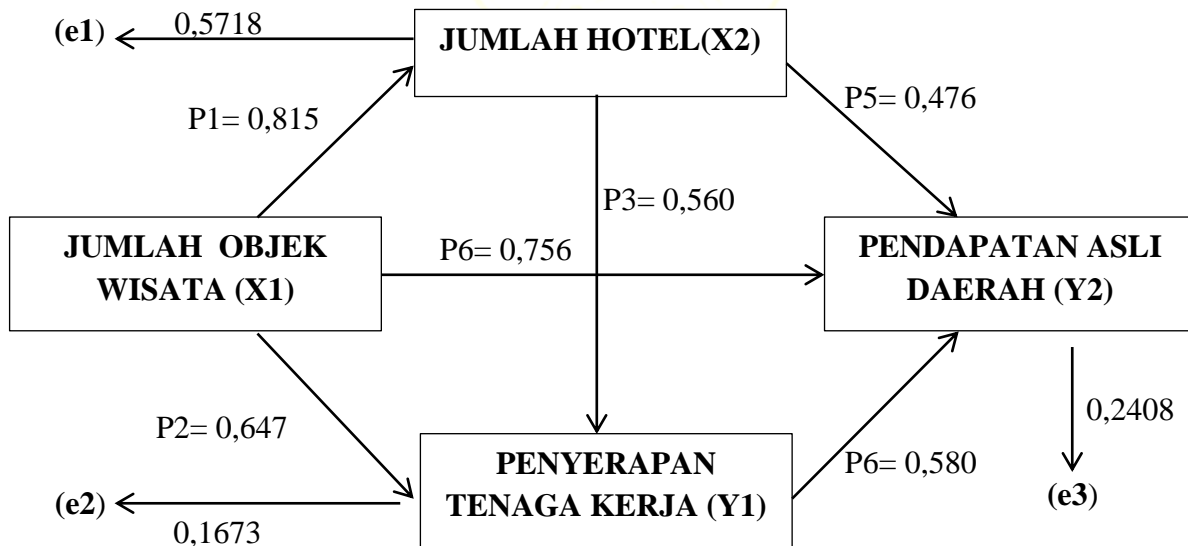 (e1)
0,5718
JUMLAH HOTEL(X2)
P1= 0,815
P5= 0,476
P3= 0,560
JUMLAH OBJEK
WISATA (X1)
P6= 0,756
PENDAPATAN ASLI
DAERAH (Y2)
P2= 0,647
0,2408
PENYERAPAN
TENAGA KERJA (Y1)
P6= 0,580
(e2)
0,1673
(e3)